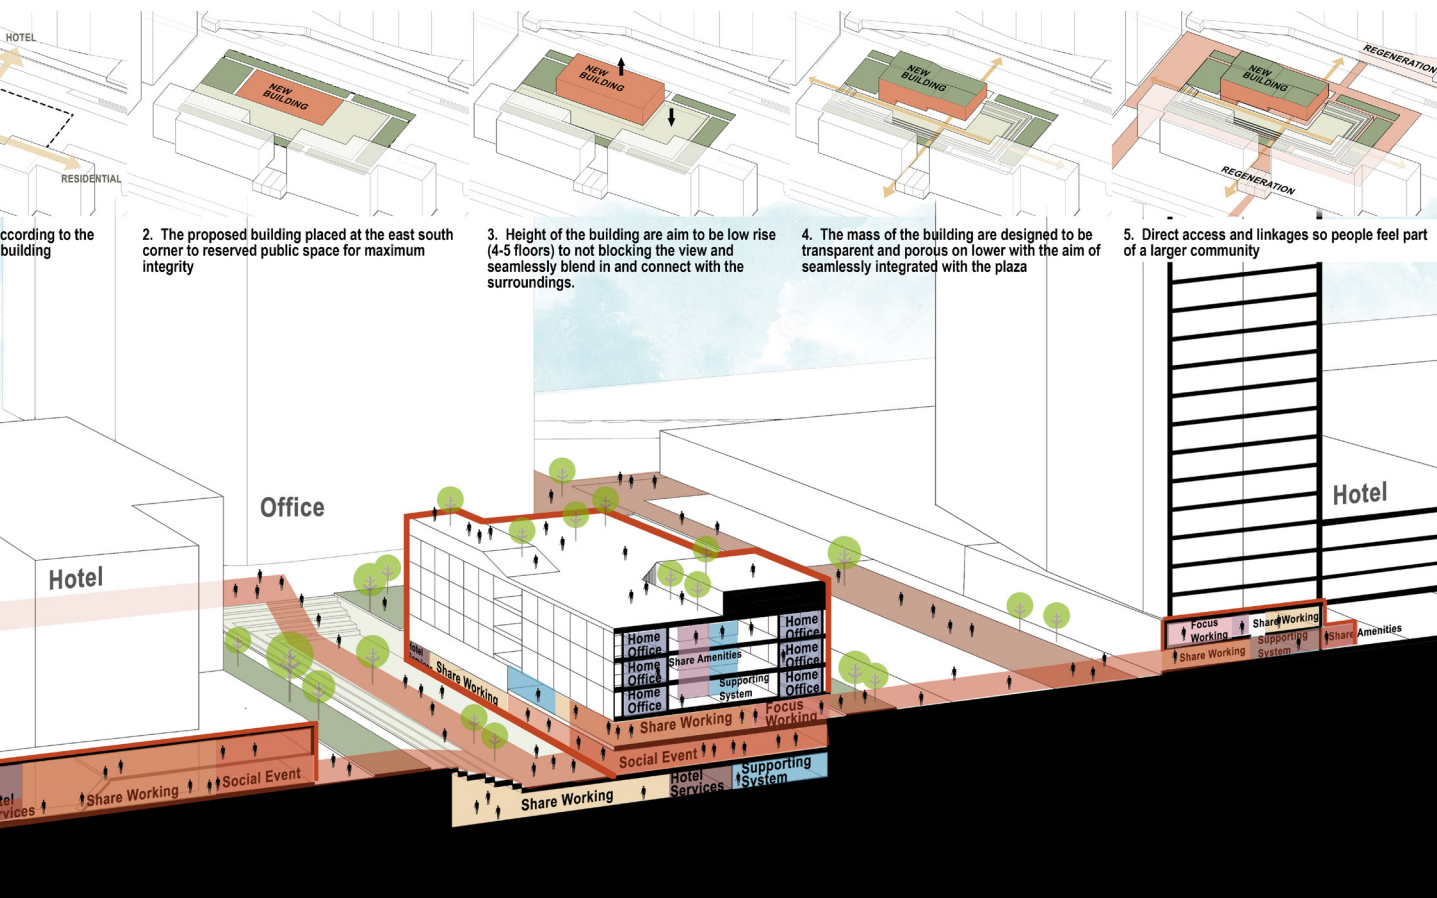 HOTEL
RESIDENTIAL
NEW
BUILDING
NEW
BUILDING
NEW
BUILDING
NEW
BUILDING
REGENERATION
REGENERATION
ccording to the
building
2. The proposed building placed at the east south
corner to reserved public space for maximum
integrity
3. Height of the building are aim to be low rise
(4-5 floors) to not blocking the view and
seamlessly blend in and connect with the
surroundings.
4. The mass of the building are designed to be
transparent and porous on lower with the aim of
seamlessly integrated with the plaza
5. Direct access and linkages so people feel part
of a larger community
Office
Hotel
Hotel
Home
Office
Home
Office
Home
Office
Share Amenities
Supporting
System
Home
Office
Home
Office
Home
Office
Hotel
Services
Share Working
Share Working
Focus
Working
Social Event
Share Working
Hotel
Services
Supporting
System
tel
rvices
Share Working
Social Event
Focus
Working
Share Working
Share Working
Supporting
System
Share Amenities